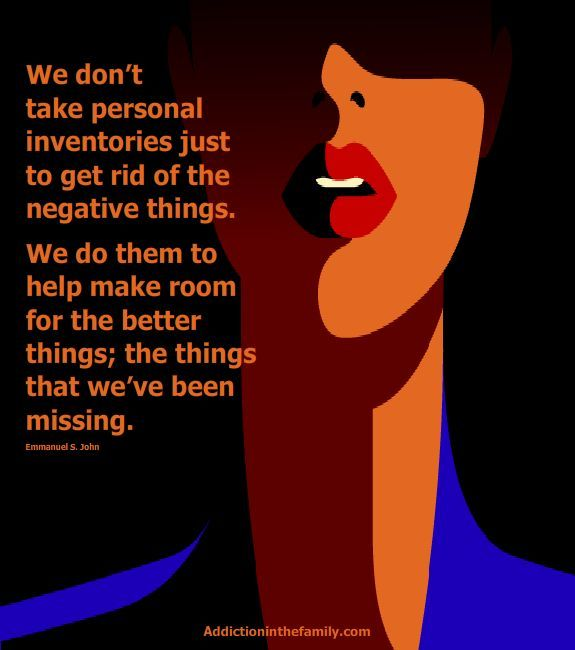 We don’t
take personal
inventories just
to get rid of the
negative things.
We do them to
help make room
for the better
things; the things
that we’ve been
missing.
Emmanuel S. John
Addictioninthefamily.com